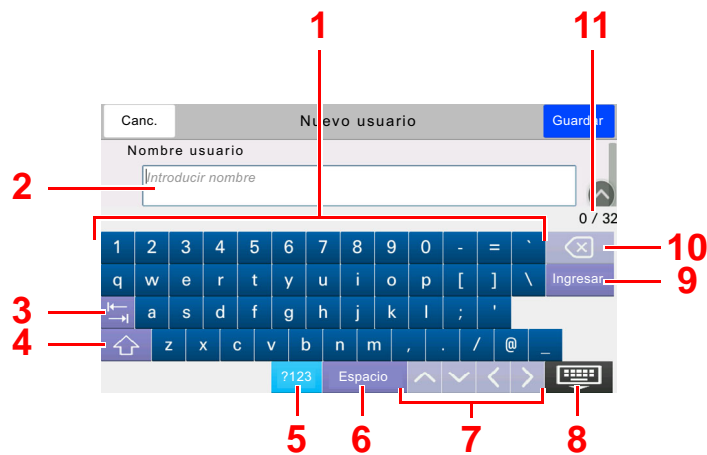 1 11
Canc. Nuevo usuario Guardar
Nombre usuario
2 Introducir nombre
0 / 32
1 2 3 4 5 6 7 8 9 0 - = ` 10
q w e r t y u i o p [ ] \ Ingresar 9
3 a s d f g h j k l ; '
4 z x c v b n m , . / @ _
?123 Espacio
5 6 7 8